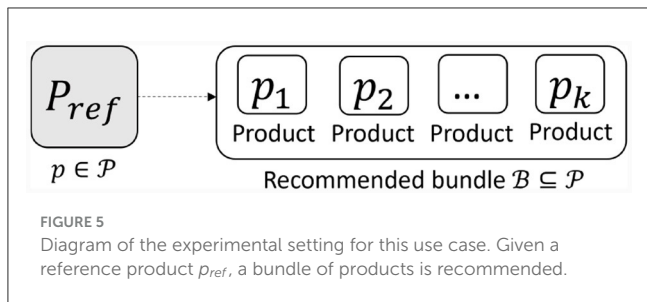 P_ref
p ∈ 𝒫
p_1 p_2 ... p_k
Product Product Product Product
Recommended bundle ℬ ⊆ 𝒫
FIGURE 5
Diagram of the experimental setting for this use case. Given a
reference product p_ref, a bundle of products is recommended.